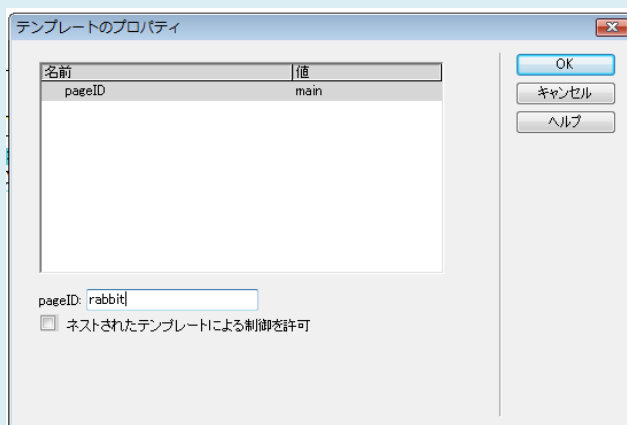 テンプレートのプロパティ
名前 値
pageID main
OK
キャンセル
ヘルプ
pageID: rabbit
ネストされたテンプレートによる制御を許可